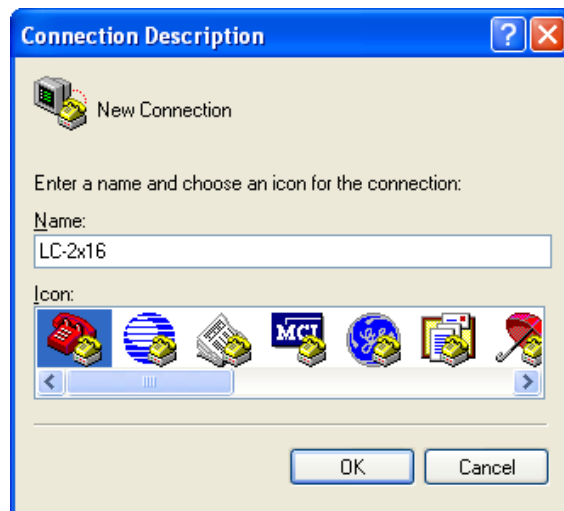 Connection Description
New Connection
Enter a name and choose an icon for the connection:
Name:
LC-2x16
Icon:
MCI
OK
Cancel